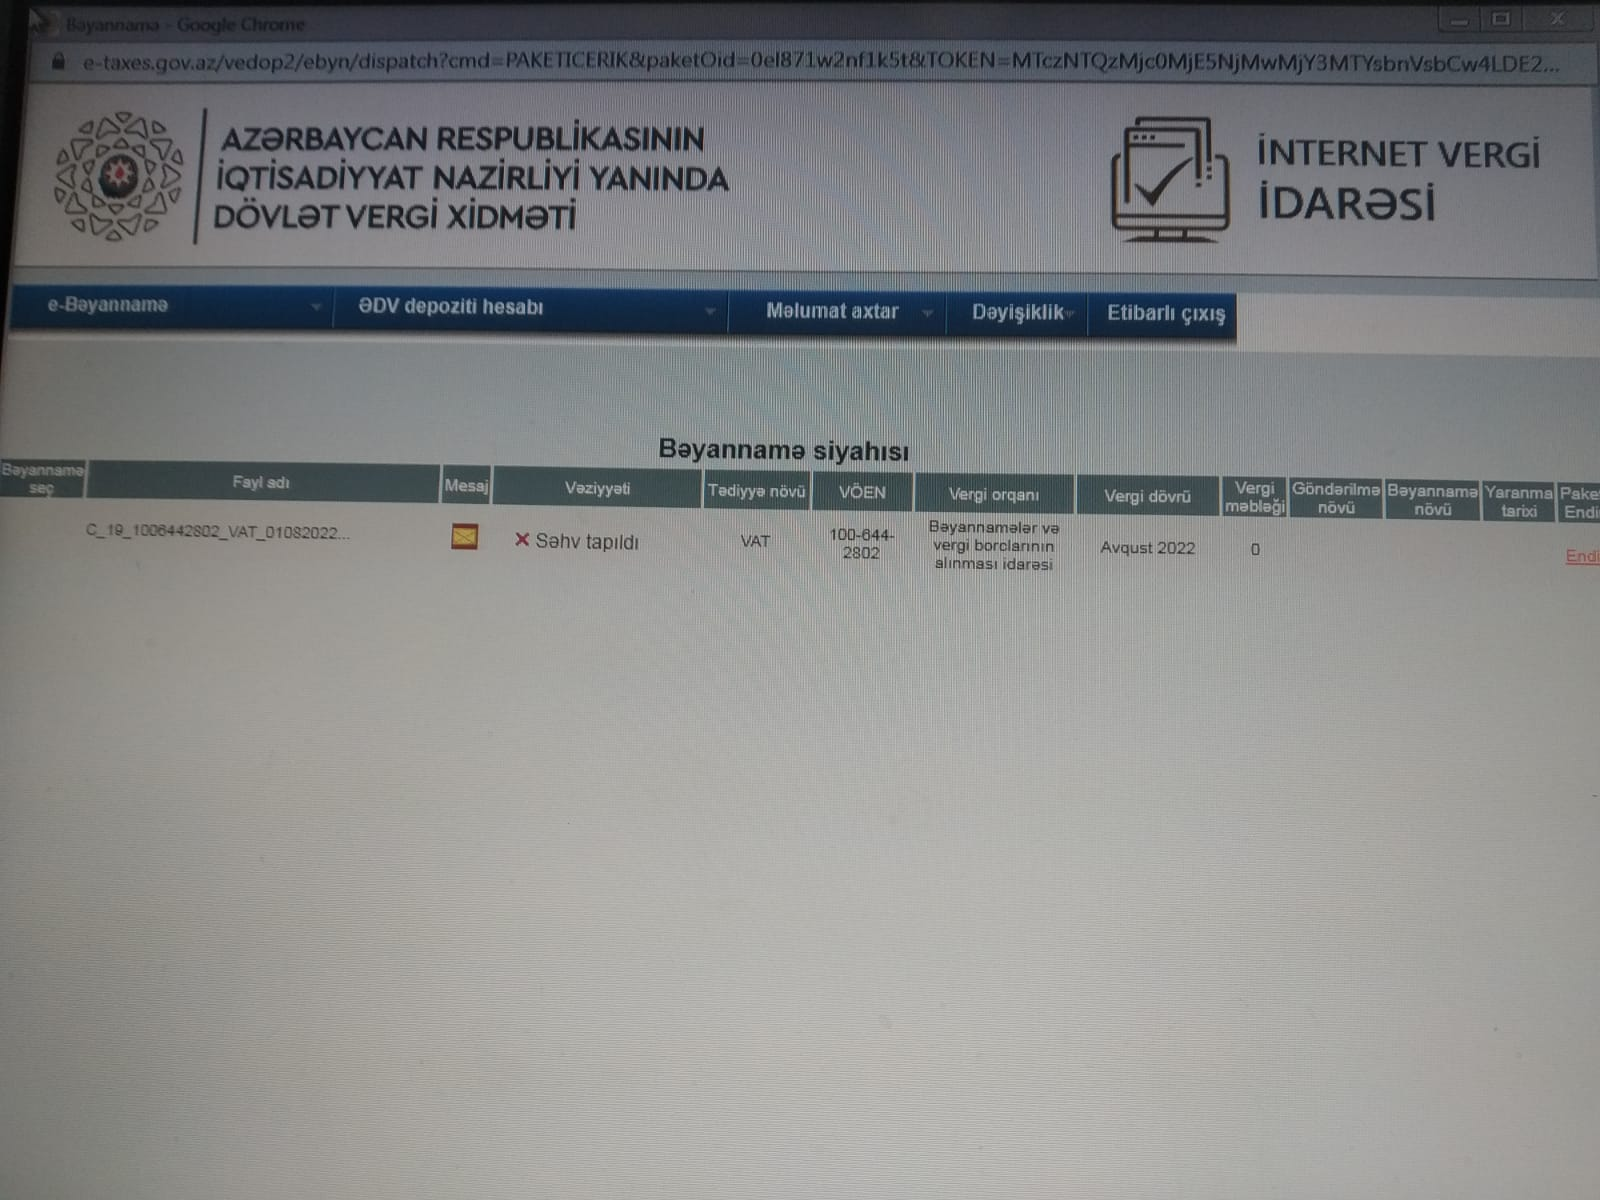 Bəyannamə - Google Chrome
e-taxes.gov.az/vedop2/ebyn/dispatch?cmd=PAKETICERIK&paketOid=0el871w2nf1k5t&TOKEN=MTczNTQzMjc0MjE5NjMwMjY3MTYsbnVsbCw4LDE2...
AZƏRBAYCAN RESPUBLİKASININ
İQTİSADİYYAT NAZİRLİYİ YANINDA
DÖVLƏT VERGİ XİDMƏTİ
İNTERNET VERGİ
İDARƏSİ
e-Bəyannamə ƏDV depoziti hesabı Məlumat axtar Dəyişiklik Etibarlı çıxış
Bəyannamə siyahısı
Bəyannamə seç Fayl adı Mesaj Vəziyyəti Tədiyyə növü VÖEN Vergi orqanı Vergi dövrü Vergi məbləği Göndərilmə növü Bəyannamə növü Yaranma tarixi Pake Endi
C_19_1006442802_VAT_01082022... Səhv tapıldı VAT 100-644-2802 Bəyannamələr və vergi borclarının alınması idarəsi Avqust 2022 0 Endi